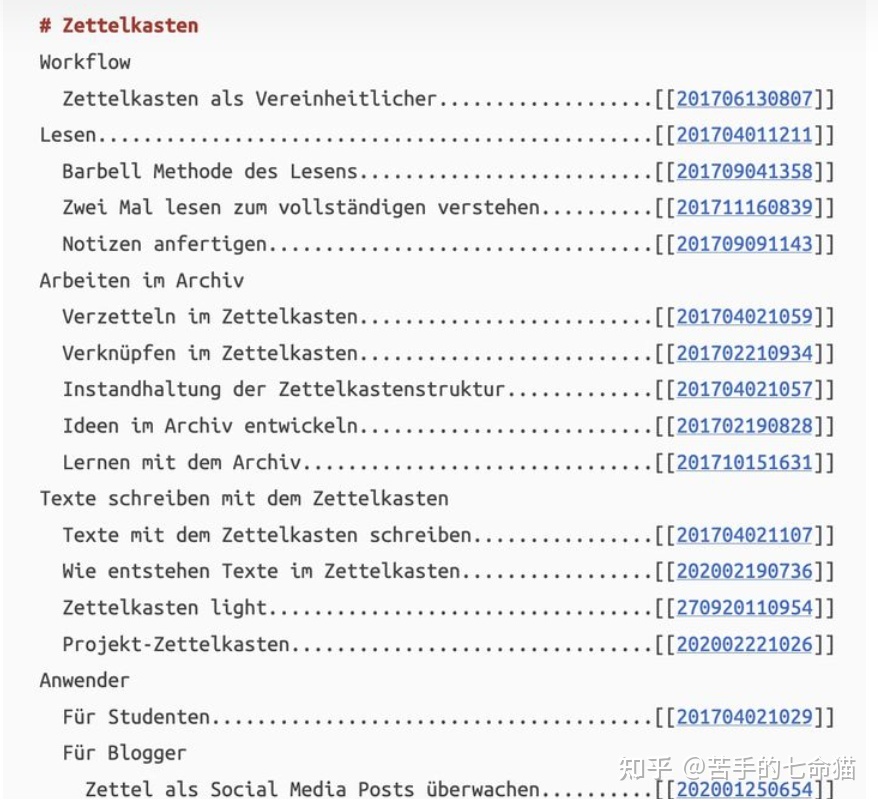 # Zettelkasten
Workflow
Zettelkasten als Vereinheitlicher...................[[201706130807]]
Lesen.................................................[[201704011211]]
Barbell Methode des Lesens..........................[[201709041358]]
Zwei Mal lesen zum vollständigen verstehen..........[[201711160839]]
Notizen anfertigen..................................[[201709091143]]
Arbeiten im Archiv
Verzetteln im Zettelkasten..........................[[201704021059]]
Verknüpfen im Zettelkasten..........................[[201702210934]]
Instandhaltung der Zettelkastenstruktur.............[[201704021057]]
Ideen im Archiv entwickeln..........................[[201702190828]]
Lernen mit dem Archiv...............................[[201710151631]]
Texte schreiben mit dem Zettelkasten
Texte mit dem Zettelkasten schreiben................[[201704021107]]
Wie entstehen Texte im Zettelkasten.................[[202002190736]]
Zettelkasten light..................................[[270920110954]]
Projekt-Zettelkasten................................[[202002221026]]
Anwender
Für Studenten.......................................[[201704021029]]
Für Blogger
Zettel als Social Media Posts überwachen..........[[202001250654]]
知乎 @苦手的七命猫